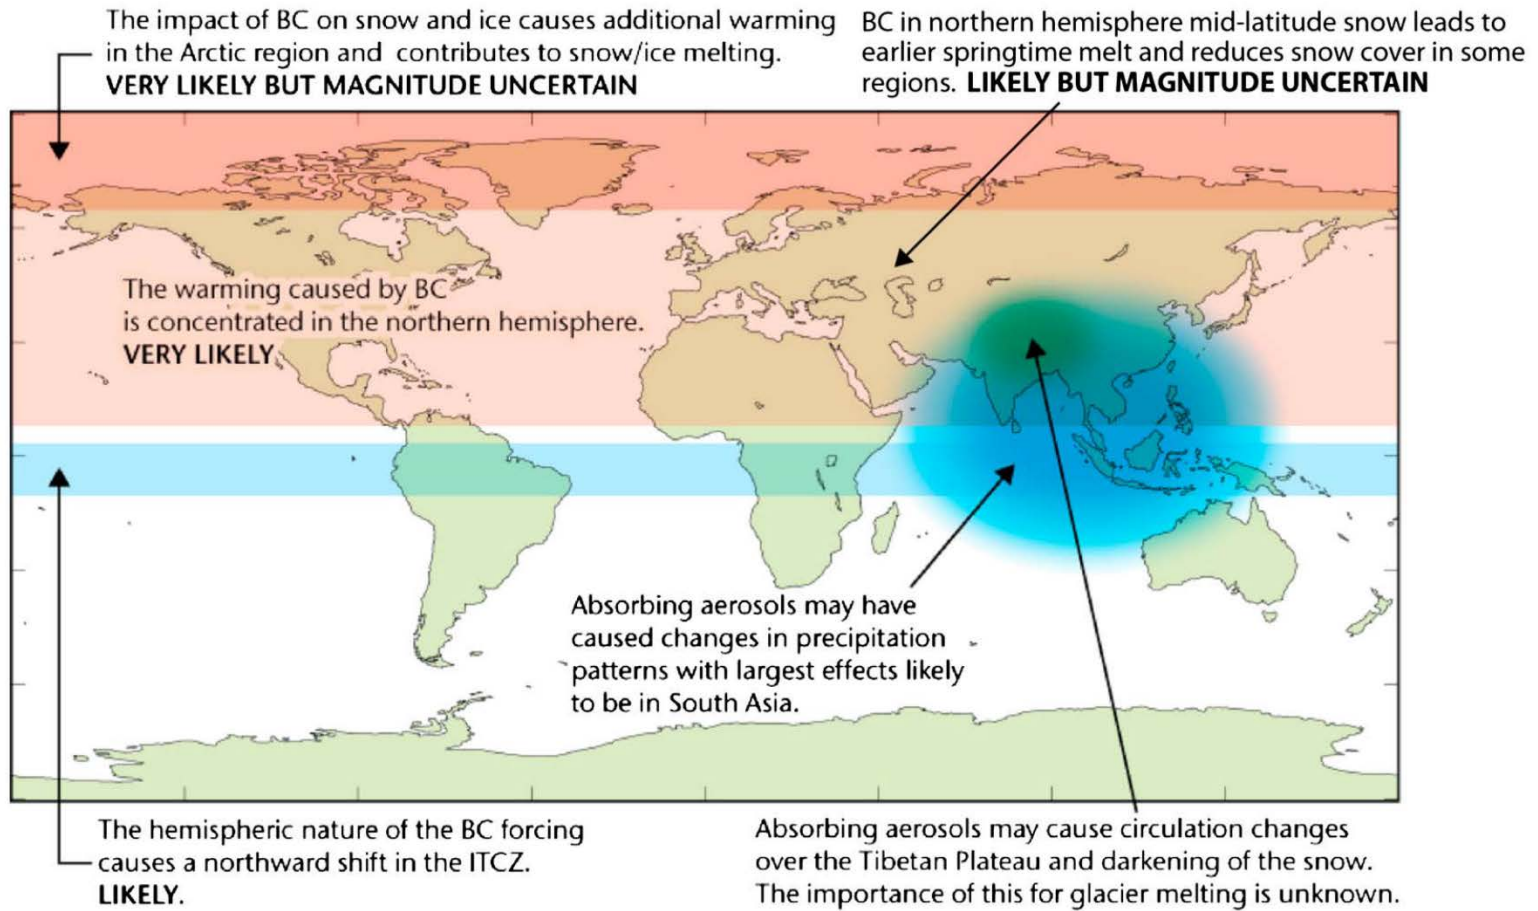 The impact of BC on snow and ice causes additional warming
in the Arctic region and contributes to snow/ice melting.
VERY LIKELY BUT MAGNITUDE UNCERTAIN
BC in northern hemisphere mid-latitude snow leads to
earlier springtime melt and reduces snow cover in some
regions. LIKELY BUT MAGNITUDE UNCERTAIN
The warming caused by BC
is concentrated in the northern hemisphere.
VERY LIKELY
Absorbing aerosols may have
caused changes in precipitation
patterns with largest effects likely
to be in South Asia.
The hemispheric nature of the BC forcing
causes a northward shift in the ITCZ.
LIKELY.
Absorbing aerosols may cause circulation changes
over the Tibetan Plateau and darkening of the snow.
The importance of this for glacier melting is unknown.